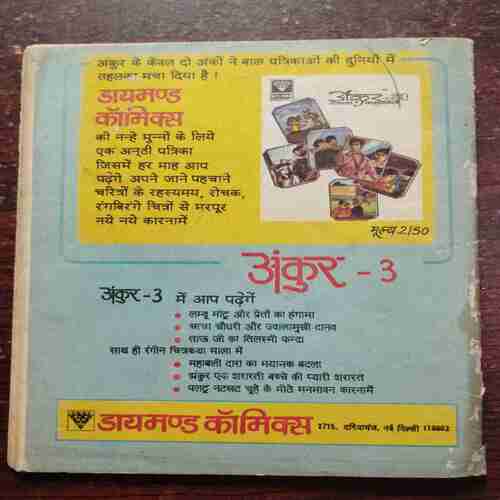 अंकुर के केवल दो अंकों ने बाल पत्रिकाओं की दुनियाँ में
तहलका मचा दिया है !
डायमण्ड
कॉमिक्स
की नन्हे मुन्नों के लिये
एक अनूठी पत्रिका
जिसमें हर माह आप
पढ़ेंगे अपने जाने पहचाने
चरित्रों के रहस्यमय, रोचक,
रंगबिरंगे चित्रों से भरपूर
नये नये कारनामें
अंकुर
मूल्य 2/50
अंकुर - 3
अंकुर -3 में आप पढ़ेगें
लम्बू मोटू और प्रेतों का हंगामा
चाचा चौधरी और ज्वालामुखी दानव
ताऊ जी का तिलस्मी फन्दा
साथ ही रंगीन चित्रकथा माला में
महाबली दारा का भयानक बदला
अंकुर एक शरारती बच्चे की प्यारी शरारत
पलटू नटखट चूहे के मीठे मनभावन कारनामें
डायमण्ड कॉमिक्स 2715, दरियागंज, नई दिल्ली 110002